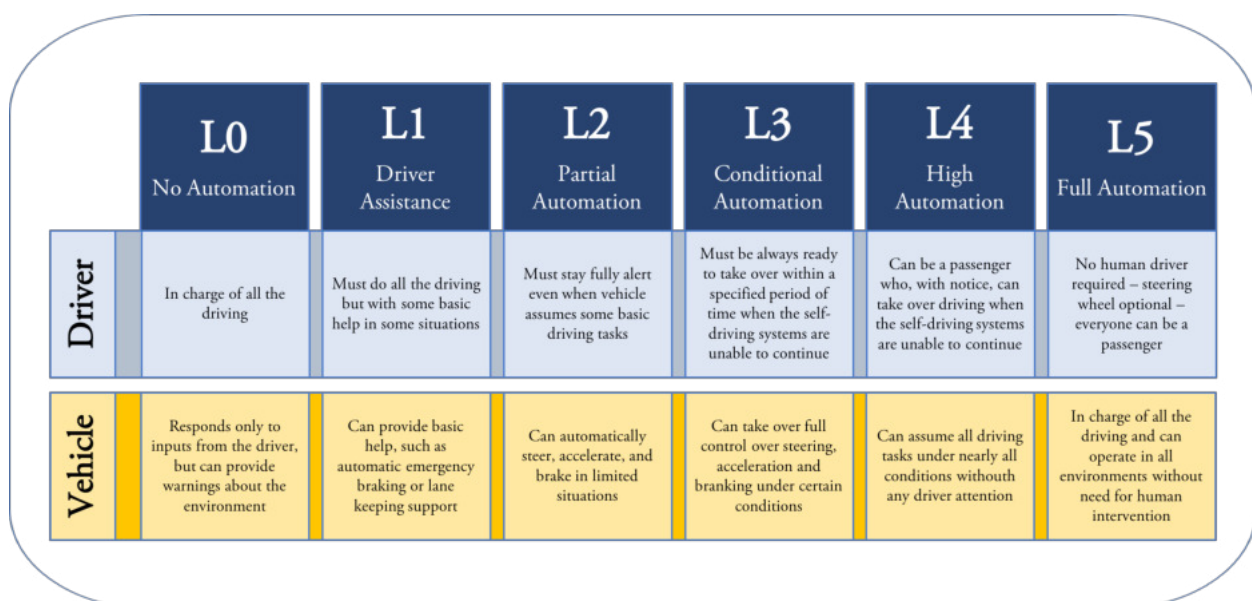 L0
No Automation
L1
Driver
Assistance
L2
Partial
Automation
L3
Conditional
Automation
L4
High
Automation
L5
Full Automation
Driver
In charge of all the
driving
Must do all the driving
but with some basic
help in some situations
Must stay fully alert
even when vehicle
assumes some basic
driving tasks
Must be always ready
to take over within a
specified period of
time when the self-
driving systems are
unable to continue
Can be a passenger
who, with notice, can
take over driving when
the self-driving systems
are unable to continue
No human driver
required – steering
wheel optional –
everyone can be a
passenger
Vehicle
Responds only to
inputs from the driver,
but can provide
warnings about the
environment
Can provide basic
help, such as
automatic emergency
braking or lane
keeping support
Can automatically
steer, accelerate, and
brake in limited
situations
Can take over full
control over steering,
acceleration and
branking under certain
conditions
Can assume all driving
tasks under nearly all
conditions withouth
any driver attention
In charge of all the
driving and can
operate in all
environments without
need for human
intervention